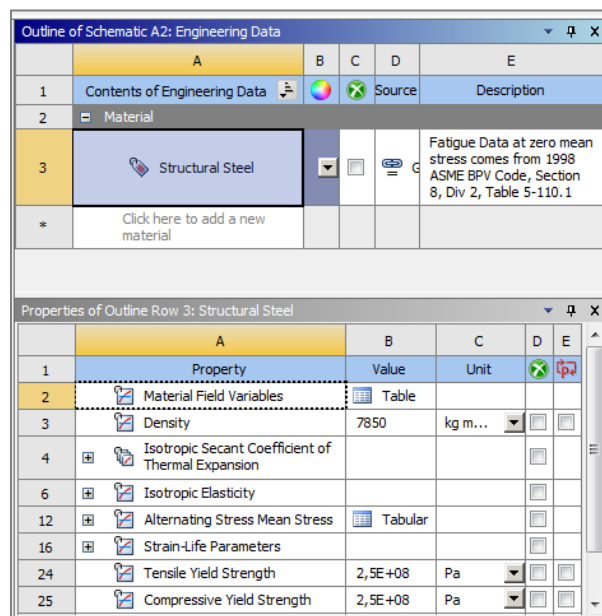 Outline of Schematic A2: Engineering Data
A B C D E
1 Contents of Engineering Data Source Description
2 Material
3 Structural Steel G Fatigue Data at zero mean
stress comes from 1998
ASME BPV Code, Section
8, Div 2, Table 5-110.1
* Click here to add a new
material
Properties of Outline Row 3: Structural Steel
A B C D E
1 Property Value Unit
2 Material Field Variables Table
3 Density 7850 kg m...
4 Isotropic Secant Coefficient of
Thermal Expansion
6 Isotropic Elasticity
12 Alternating Stress Mean Stress Tabular
16 Strain-Life Parameters
24 Tensile Yield Strength 2,5E+08 Pa
25 Compressive Yield Strength 2,5E+08 Pa